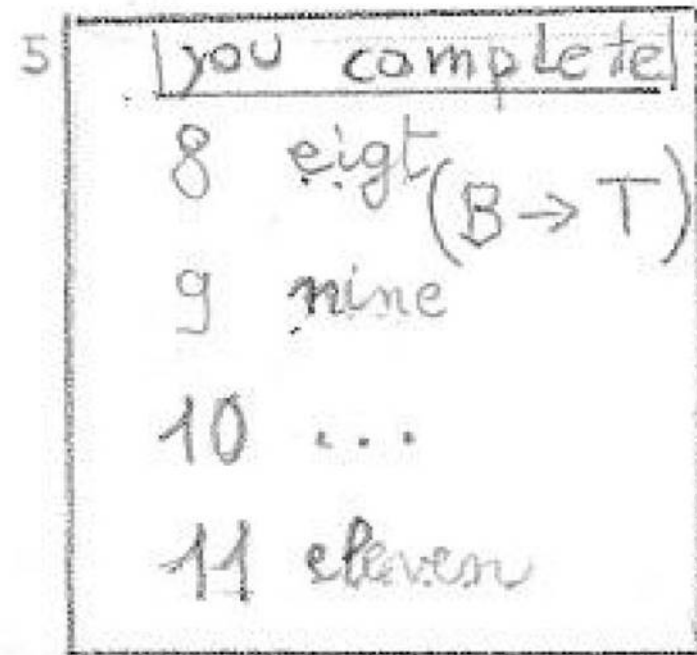 5
you complete
8 eigt (B → T)
9 nine
10 ...
11 eleven